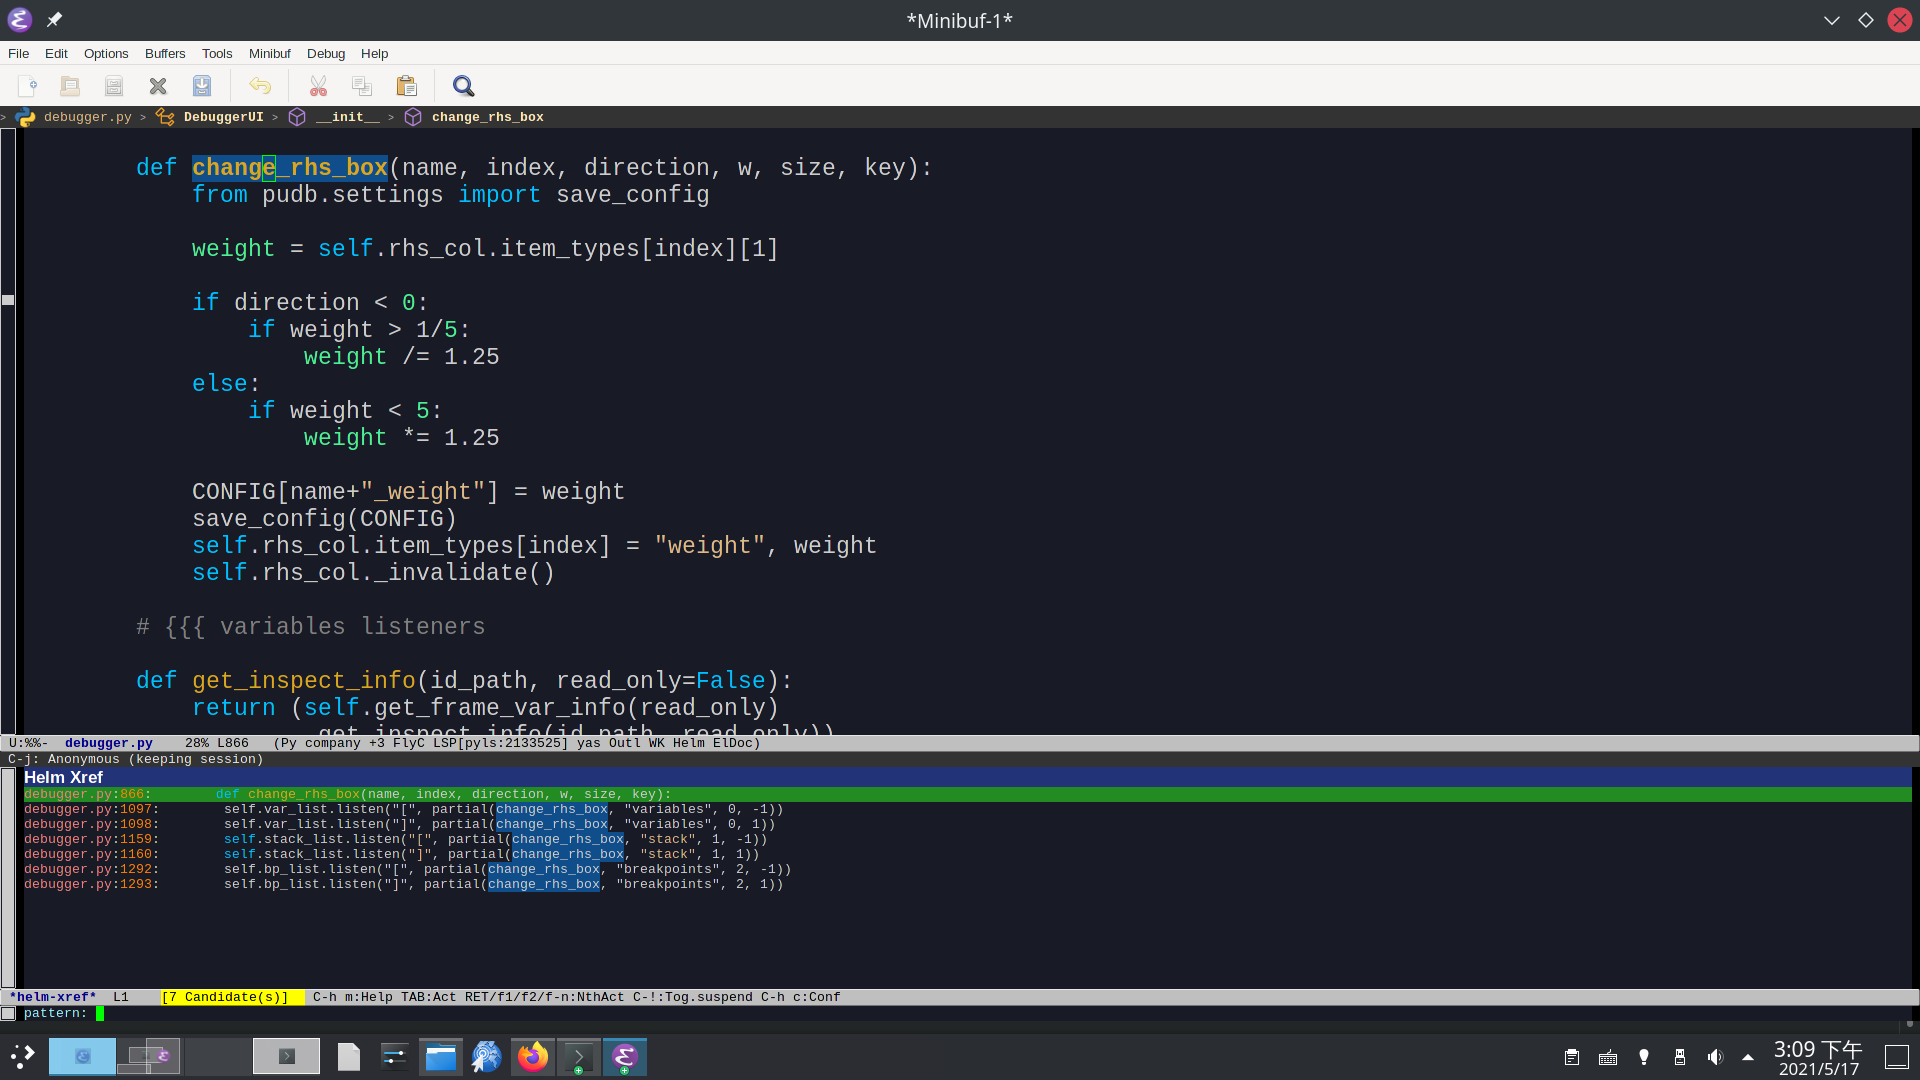 *Minibuf-1*
File Edit Options Buffers Tools Minibuf Debug Help
> debugger.py > DebuggerUI > __init__ > change_rhs_box
def change_rhs_box(name, index, direction, w, size, key):
from pudb.settings import save_config
weight = self.rhs_col.item_types[index][1]
if direction < 0:
if weight > 1/5:
weight /= 1.25
else:
if weight < 5:
weight *= 1.25
CONFIG[name+"_weight"] = weight
save_config(CONFIG)
self.rhs_col.item_types[index] = "weight", weight
self.rhs_col._invalidate()
# {{{ variables listeners
def get_inspect_info(id_path, read_only=False):
return (self.get_frame_var_info(read_only)
.get_inspect_info(id_path, read_only))
U:%%- debugger.py 28% L866 (Py company +3 FlyC LSP[pyls:2133525] yas Outl WK Helm ElDoc)
C-j: Anonymous (keeping session)
Helm Xref
debugger.py:866: def change_rhs_box(name, index, direction, w, size, key):
debugger.py:1097: self.var_list.listen("[", partial(change_rhs_box, "variables", 0, -1))
debugger.py:1098: self.var_list.listen("]", partial(change_rhs_box, "variables", 0, 1))
debugger.py:1159: self.stack_list.listen("[", partial(change_rhs_box, "stack", 1, -1))
debugger.py:1160: self.stack_list.listen("]", partial(change_rhs_box, "stack", 1, 1))
debugger.py:1292: self.bp_list.listen("[", partial(change_rhs_box, "breakpoints", 2, -1))
debugger.py:1293: self.bp_list.listen("]", partial(change_rhs_box, "breakpoints", 2, 1))
*helm-xref* L1 [7 Candidate(s)] C-h m:Help TAB:Act RET/f1/f2/f-n:NthAct C-!:Tog.suspend C-h c:Conf
pattern:
3:09 下午
2021/5/17